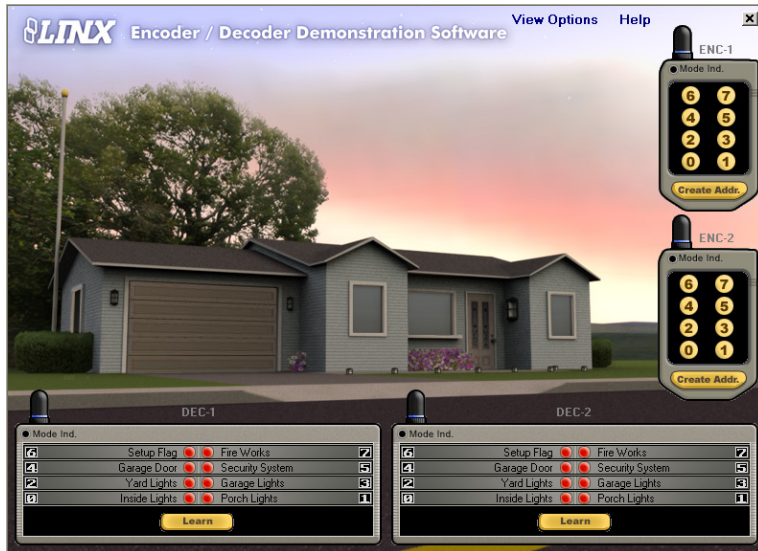 LINX Encoder / Decoder Demonstration Software
View Options Help
ENC-1
Mode Ind.
6 7
4 5
2 3
0 1
Create Addr.
ENC-2
Mode Ind.
6 7
4 5
2 3
0 1
Create Addr.
DEC-1
Mode Ind.
6 Setup Flag Fire Works 7
4 Garage Door Security System 5
2 Yard Lights Garage Lights 3
0 Inside Lights Porch Lights 1
Learn
DEC-2
Mode Ind.
6 Setup Flag Fire Works 7
4 Garage Door Security System 5
2 Yard Lights Garage Lights 3
0 Inside Lights Porch Lights 1
Learn